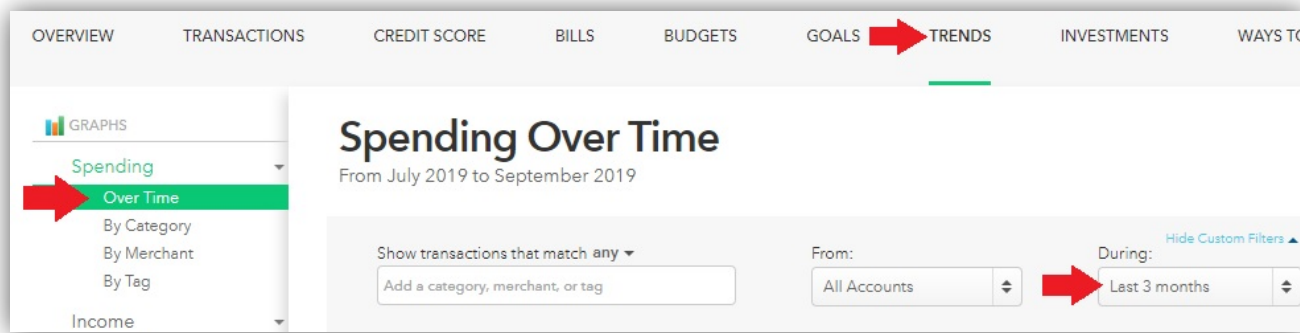 OVERVIEW TRANSACTIONS CREDIT SCORE BILLS BUDGETS GOALS TRENDS INVESTMENTS WAYS TO
GRAPHS
Spending
Over Time
By Category
By Merchant
By Tag
Income
Spending Over Time
From July 2019 to September 2019
Hide Custom Filters
Show transactions that match any
Add a category, merchant, or tag
From:
All Accounts
During:
Last 3 months